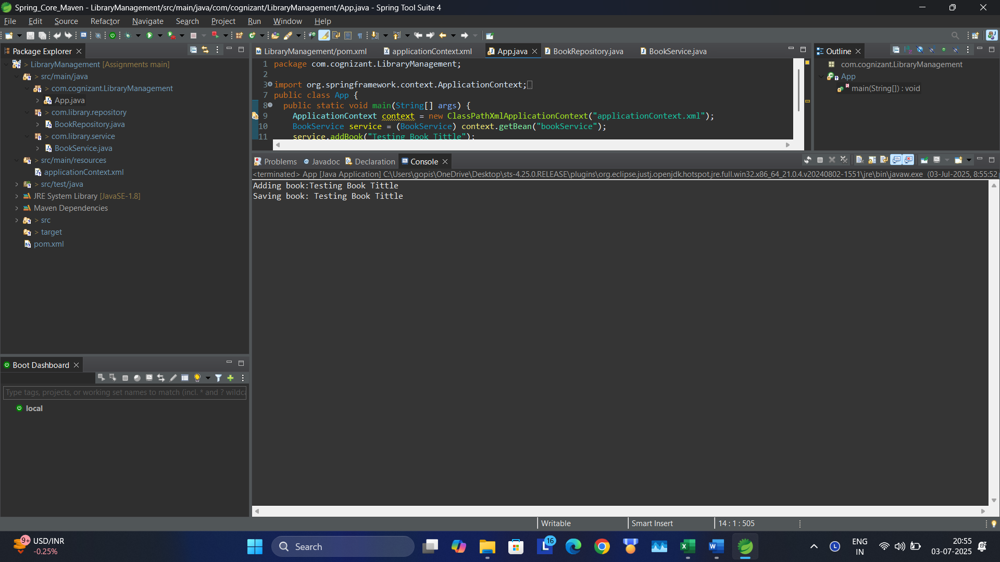 Spring_Core_Maven - LibraryManagement/src/main/java/com/cognizant/LibraryManagement/App.java - Spring Tool Suite 4
File Edit Source Refactor Navigate Search Project Run Window Help
Package Explorer
> LibraryManagement [Assignments main]
> src/main/java
> com.cognizant.LibraryManagement
App.java
> com.library.repository
BookRepository.java
> com.library.service
BookService.java
> src/main/resources
applicationContext.xml
> src/test/java
JRE System Library [JavaSE-1.8]
Maven Dependencies
> src
> target
pom.xml
Boot Dashboard
Type tags, projects, or working set names to match (incl. * and ? wildca
local
LibraryManagement/pom.xml applicationContext.xml App.java BookRepository.java BookService.java
1 package com.cognizant.LibraryManagement;
2
3 import org.springframework.context.ApplicationContext;
7 public class App {
8 public static void main(String[] args) {
9 ApplicationContext context = new ClassPathXmlApplicationContext("applicationContext.xml");
10 BookService service = (BookService) context.getBean("bookService");
11 service.addBook("Testing Book Tittle");
Outline
com.cognizant.LibraryManagement
App
main(String[]) : void
Problems Javadoc Declaration Console
<terminated> App [Java Application] C:\Users\gopis\OneDrive\Desktop\sts-4.25.0.RELEASE\plugins\org.eclipse.justj.openjdk.hotspot.jre.full.win32.x86_64_21.0.4.v20240802-1551\jre\bin\javaw.exe (03-Jul-2025, 8:55:52
Adding book:Testing Book Tittle
Saving book: Testing Book Tittle
Writable Smart Insert 14 : 1 : 505
9+ USD/INR
-0.25%
Search
16
ENG
IN
20:55
03-07-2025